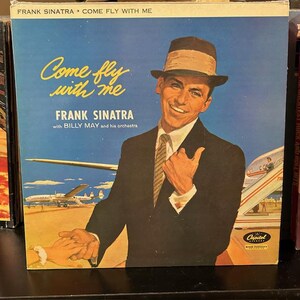 FRANK SINATRA • COME FLY WITH ME
Come fly
with me
FRANK SINATRA
with BILLY MAY and his orchestra
Capitol